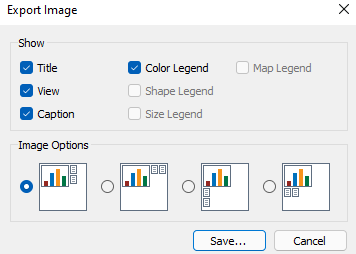 Export Image
Show
Title
Color Legend
Map Legend
View
Shape Legend
Caption
Size Legend
Image Options
Save...
Cancel